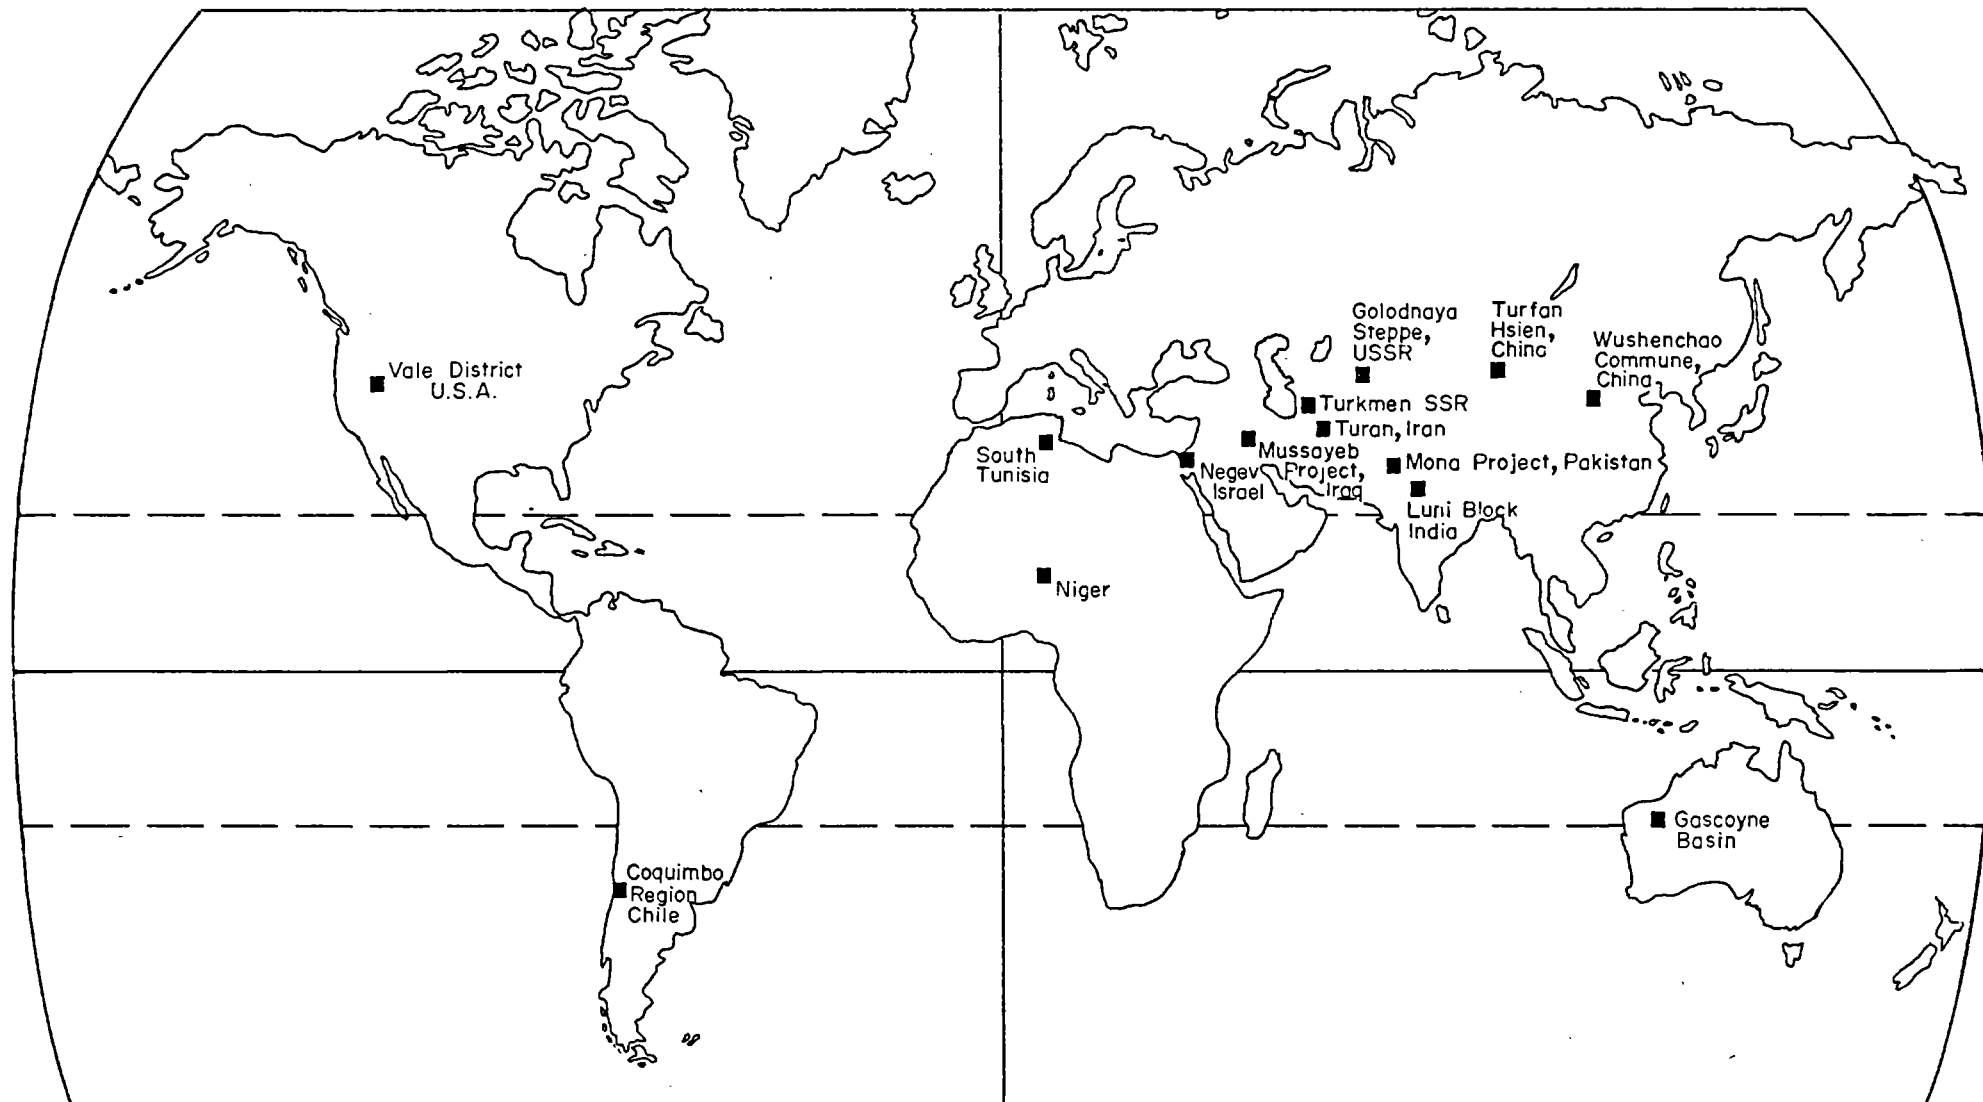 Golodnaya
Steppe,
USSR
Turfan
Hsien,
China
Wushenchao
Commune,
China
Vale District
U.S.A.
Turkmen SSR
Turan, Iran
South
Tunisia
Mussayeb
Project,
Iraq
Negev
Israel
Mona Project, Pakistan
Luni Block
India
Niger
Gascoyne
Basin
Coquimbo
Region
Chile